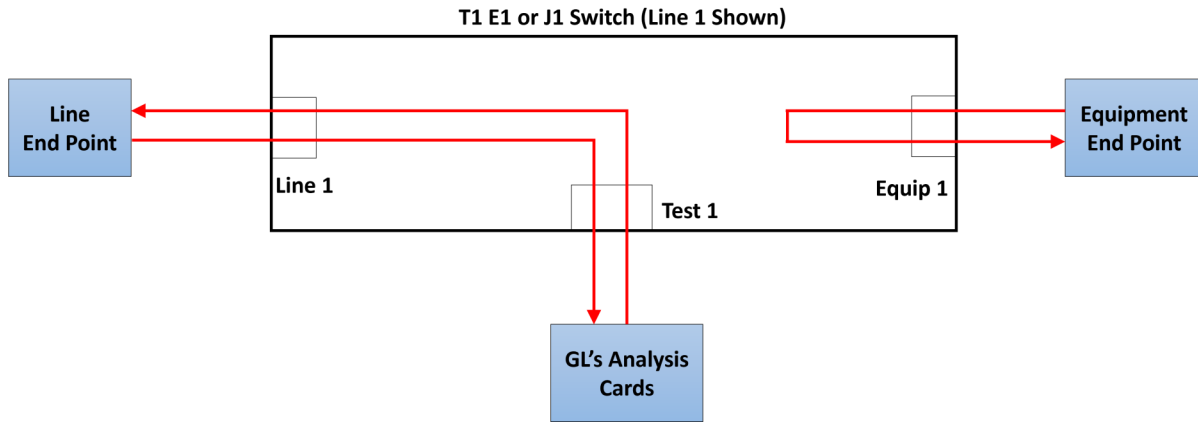 T1 E1 or J1 Switch (Line 1 Shown)
Line
End Point
Equipment
End Point
Line 1
Equip 1
Test 1
GL’s Analysis
Cards